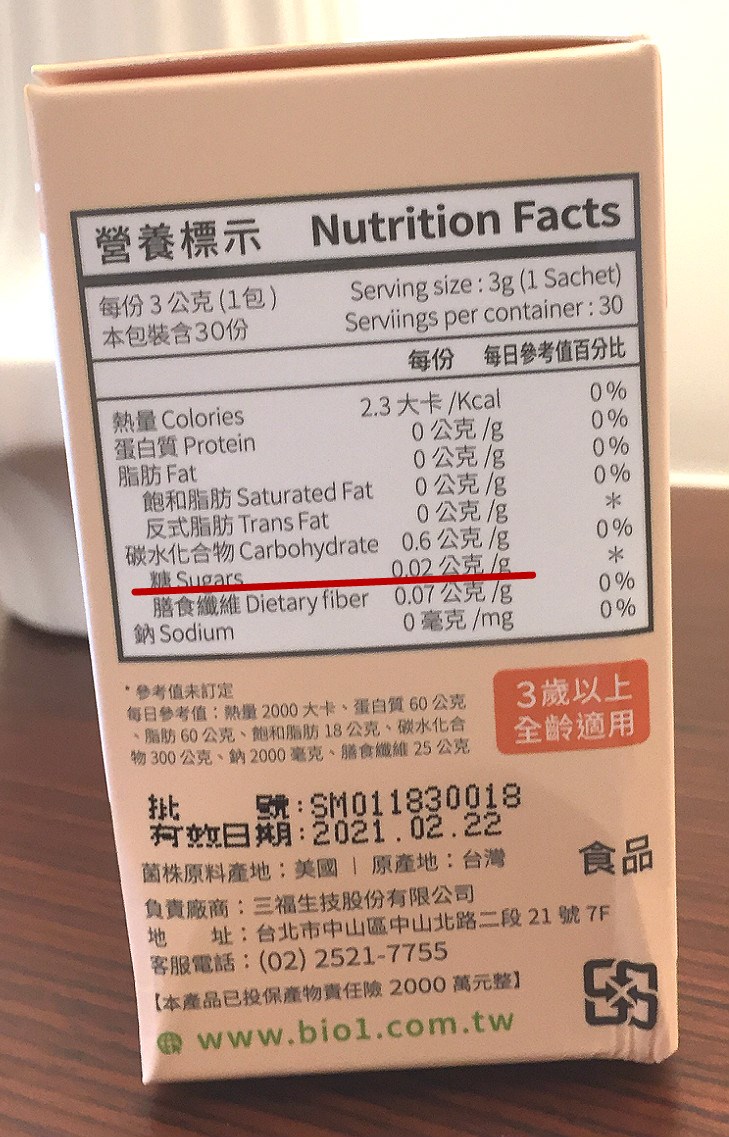 營養標示 Nutrition Facts
每份 3 公克 (1包) Serving size : 3g (1 Sachet)
本包裝含30份 Serviings per container : 30
每份 每日參考值百分比
熱量 Colories 2.3 大卡 /Kcal 0%
蛋白質 Protein 0 公克 /g 0%
脂肪 Fat 0 公克 /g 0%
飽和脂肪 Saturated Fat 0 公克 /g 0%
反式脂肪 Trans Fat 0 公克 /g *
碳水化合物 Carbohydrate 0.6 公克 /g 0%
糖 Sugars 0.02 公克 /g *
膳食纖維 Dietary fiber 0.07 公克 /g 0%
鈉 Sodium 0 毫克 /mg 0%
* 參考值未訂定
每日參考值：熱量 2000 大卡、蛋白質 60 公克
、脂肪 60 公克、飽和脂肪 18 公克、碳水化合
物 300 公克、鈉 2000 毫克、膳食纖維 25 公克
3歲以上
全齡適用
批 號:SM011830018
有效日期:2021.02.22
菌株原料產地：美國 | 原產地：台灣
食品
負責廠商：三福生技股份有限公司
地 址：台北市中山區中山北路二段 21 號 7F
客服電話：(02) 2521-7755
【本產品已投保產物責任險 2000 萬元整】
www.bio1.com.tw